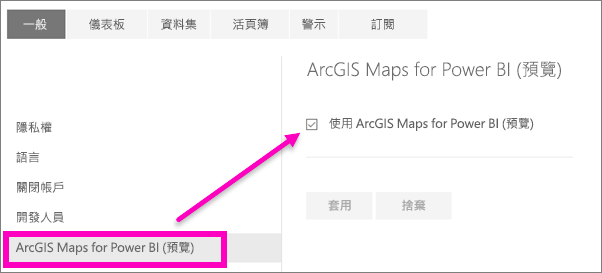 一般 儀表板 資料集 活頁簿 警示 訂閱
ArcGIS Maps for Power BI (預覽)
使用 ArcGIS Maps for Power BI (預覽)
隱私權
語言
關閉帳戶
開發人員
ArcGIS Maps for Power BI (預覽)
套用 捨棄